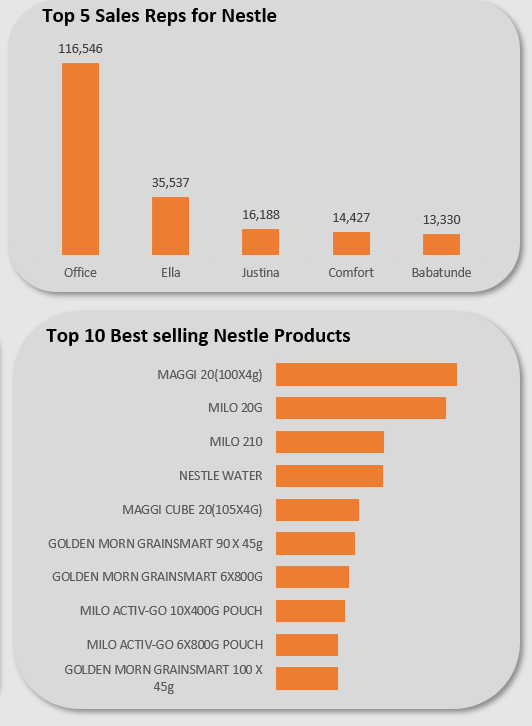 Top 5 Sales Reps for Nestle
116,546
35,537
16,188
14,427
13,330
Office
Ella
Justina
Comfort
Babatunde
Top 10 Best selling Nestle Products
MAGGI 20(100X4g)
MILO 20G
MILO 210
NESTLE WATER
MAGGI CUBE 20(105X4G)
GOLDEN MORN GRAINSMART 90 X 45g
GOLDEN MORN GRAINSMART 6X800G
MILO ACTIV-GO 10X400G POUCH
MILO ACTIV-GO 6X800G POUCH
GOLDEN MORN GRAINSMART 100 X
45g